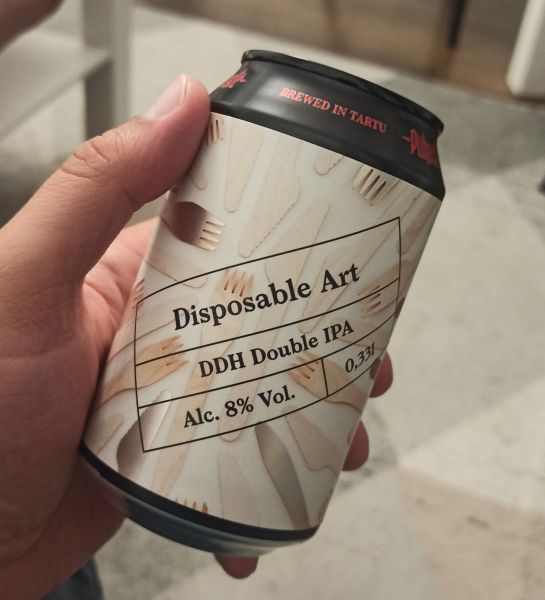 BREWED IN TARTU
Disposable Art
DDH Double IPA
Alc. 8% Vol.
0,33l